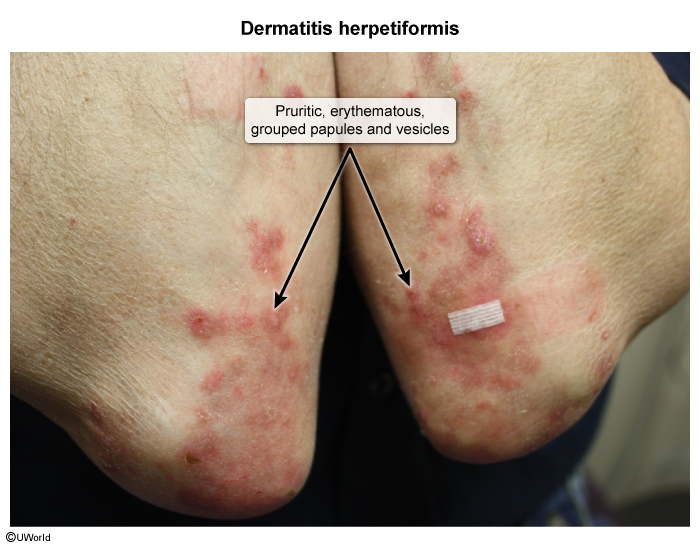 Dermatitis herpetiformis
Pruritic, erythematous,
grouped papules and vesicles
©UWorld